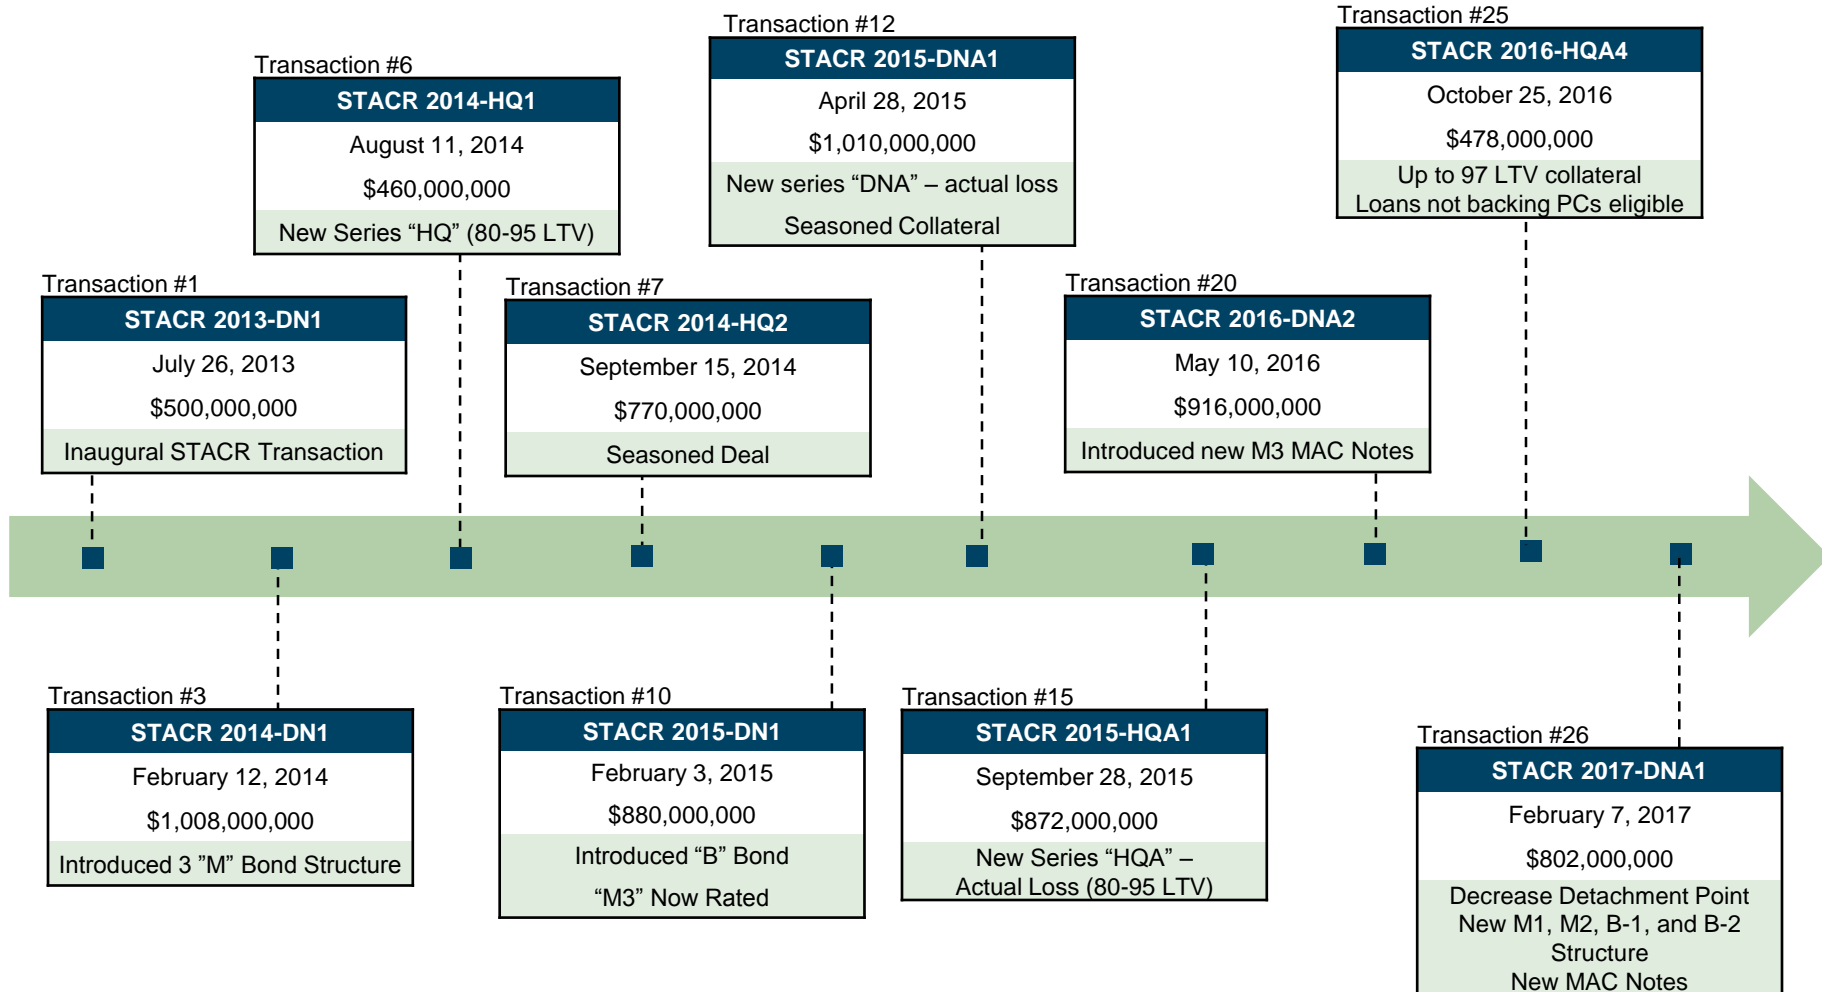 Transaction #1
STACR 2013-DN1
July 26, 2013
$500,000,000
Inaugural STACR Transaction
Transaction #3
STACR 2014-DN1
February 12, 2014
$1,008,000,000
Introduced 3 ”M” Bond Structure
Transaction #6
STACR 2014-HQ1
August 11, 2014
$460,000,000
New Series “HQ” (80-95 LTV)
Transaction #7
STACR 2014-HQ2
September 15, 2014
$770,000,000
Seasoned Deal
Transaction #10
STACR 2015-DN1
February 3, 2015
$880,000,000
Introduced “B” Bond
“M3” Now Rated
Transaction #12
STACR 2015-DNA1
April 28, 2015
$1,010,000,000
New series “DNA” – actual loss
Seasoned Collateral
Transaction #15
STACR 2015-HQA1
September 28, 2015
$872,000,000
New Series “HQA” –
Actual Loss (80-95 LTV)
Transaction #20
STACR 2016-DNA2
May 10, 2016
$916,000,000
Introduced new M3 MAC Notes
Transaction #25
STACR 2016-HQA4
October 25, 2016
$478,000,000
Up to 97 LTV collateral
Loans not backing PCs eligible
Transaction #26
STACR 2017-DNA1
February 7, 2017
$802,000,000
Decrease Detachment Point
New M1, M2, B-1, and B-2
Structure
New MAC Notes